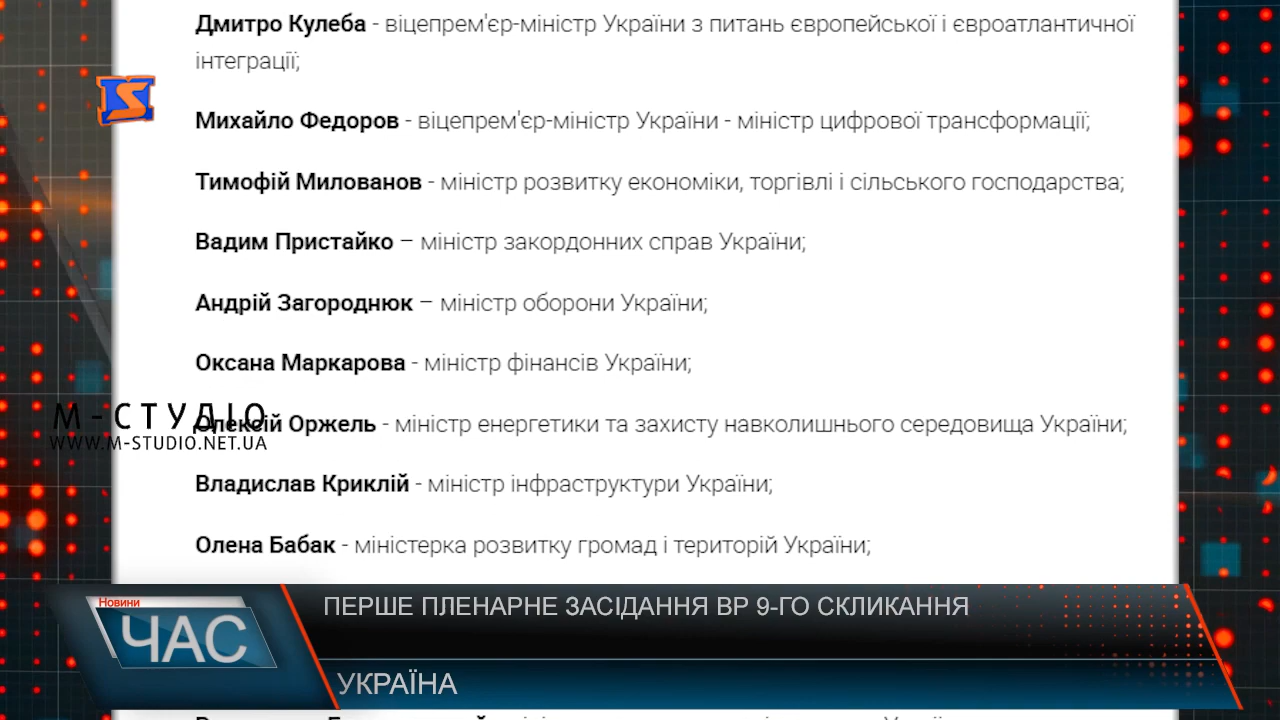 Дмитро Кулеба - віцепрем'єр-міністр України з питань європейської і євроатлантичної
інтеграції;
Михайло Федоров - віцепрем'єр-міністр України - міністр цифрової трансформації;
Тимофій Милованов - міністр розвитку економіки, торгівлі і сільського господарства;
Вадим Пристайко – міністр закордонних справ України;
Андрій Загороднюк – міністр оборони України;
Оксана Маркарова - міністр фінансів України;
М-СТУДІО
Олексій Оржель - міністр енергетики та захисту навколишнього середовища України;
WWW.M-STUDIO.NET.UA
Владислав Криклій - міністр інфраструктури України;
Олена Бабак - міністерка розвитку громад і територій України;
Новини
ЧАС
ПЕРШЕ ПЛЕНАРНЕ ЗАСІДАННЯ ВР 9-ГО СКЛИКАННЯ
УКРАЇНА